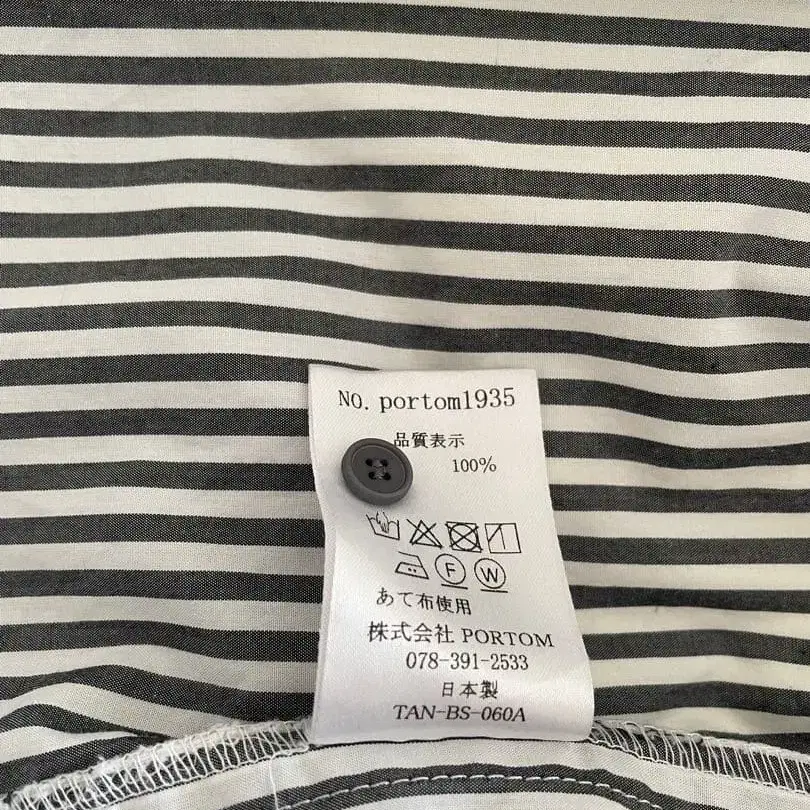 NO. portom1935
品質表示
100%
F W
あて布使用
株式会社 PORTOM
078-391-2533
日本製
TAN-BS-060A